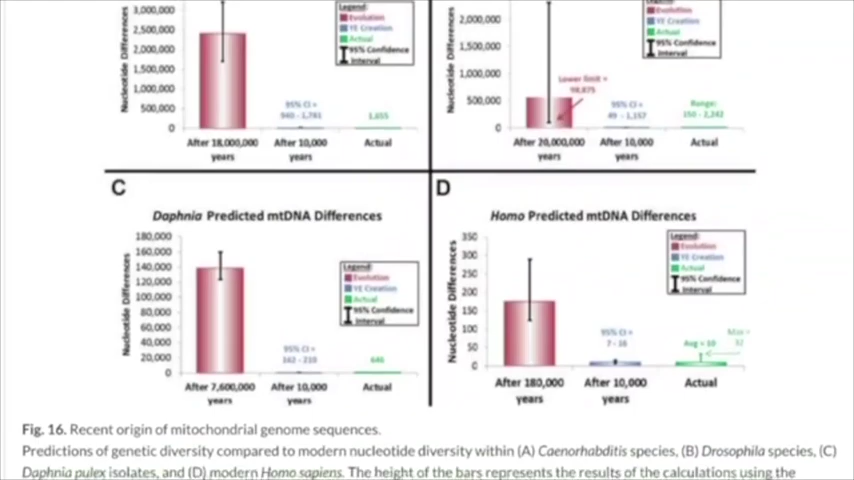 3,000,000
2,500,000
2,000,000
1,500,000
1,000,000
500,000
0
Nucleotide Differences
Legend:
Evolution
YE Creation
Actual
95% Confidence
Interval
95% CI =
940 - 1,781
1,655
After 18,000,000
years
After 10,000
years
Actual
2,000,000
1,500,000
1,000,000
500,000
0
Nucleotide Differences
Evolution
YE Creation
Actual
95% Confidence
Interval
Lower limit =
98,875
95% CI =
49 - 1,157
Range:
150 - 2,242
After 20,000,000
years
After 10,000
years
Actual
C
Daphnia Predicted mtDNA Differences
180,000
160,000
140,000
120,000
100,000
80,000
60,000
40,000
20,000
0
Nucleotide Differences
Legend:
Evolution
YE Creation
Actual
95% Confidence
Interval
95% CI =
After 7,600,000
years
After 10,000
years
Actual
D
Homo Predicted mtDNA Differences
350
300
250
200
150
100
50
0
Nucleotide Differences
Legend:
Evolution
YE Creation
Actual
95% Confidence
Interval
95% CI =
7 - 16
Avg = 10
Max =
After 180,000
years
After 10,000
years
Actual
Fig. 16. Recent origin of mitochondrial genome sequences.
Predictions of genetic diversity compared to modern nucleotide diversity within (A) Caenorhabditis species, (B) Drosophila species, (C)
Daphnia pulex isolates, and (D) modern Homo sapiens. The height of the bars represents the results of the calculations using the